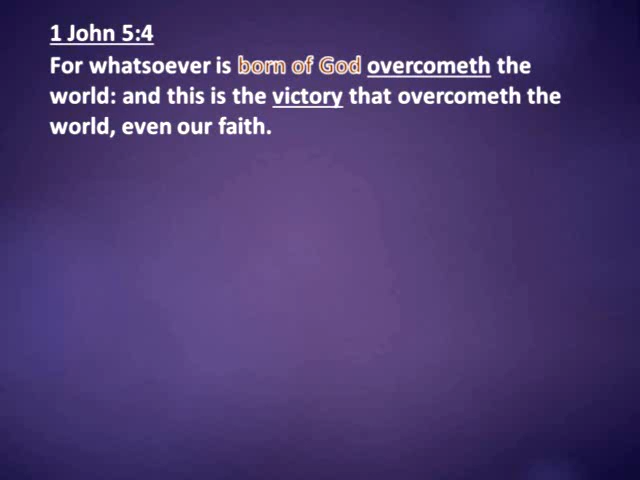 1 John 5:4
For whatsoever is born of God overcometh the
world: and this is the victory that overcometh the
world, even our faith.